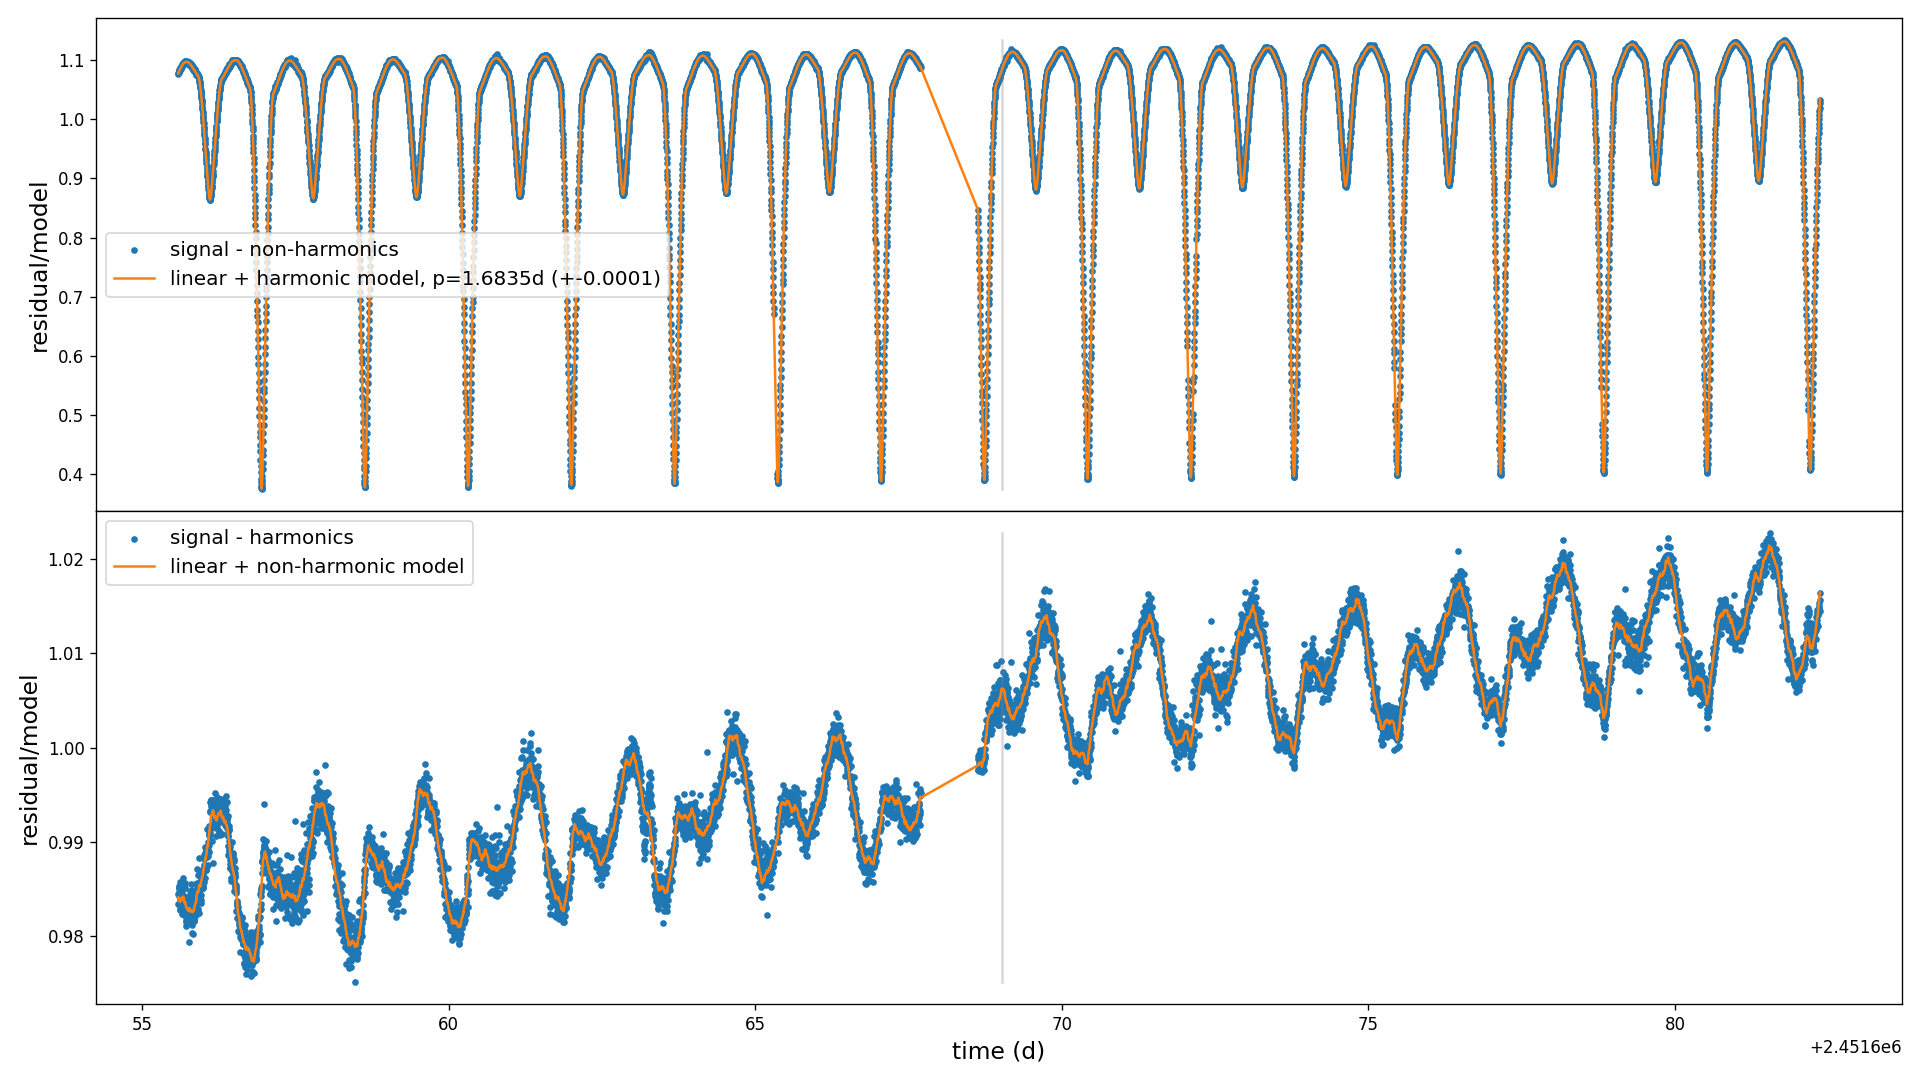 residual/model
1.1
1.0
0.9
0.8
0.7
0.6
0.5
0.4
signal - non-harmonics
linear + harmonic model, p=1.6835d (+-0.0001)
residual/model
1.02
1.01
1.00
0.99
0.98
signal - harmonics
linear + non-harmonic model
55
60
65
70
75
80
time (d)
+2.4516e6